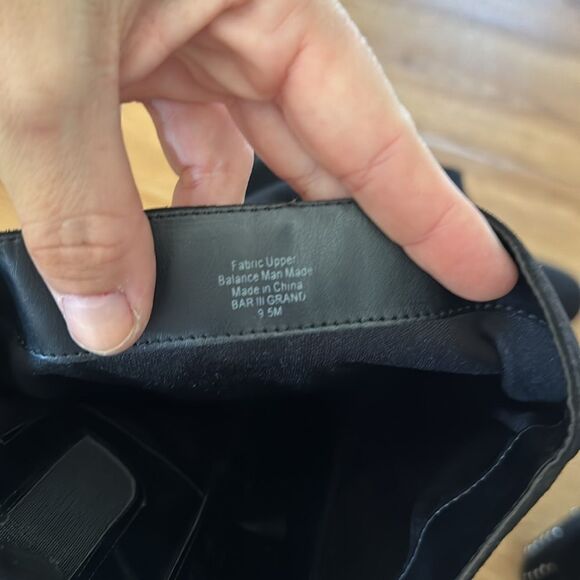 Fabric Upper
Balance Man Made
Made in China
BAR III GRAND
9 5M